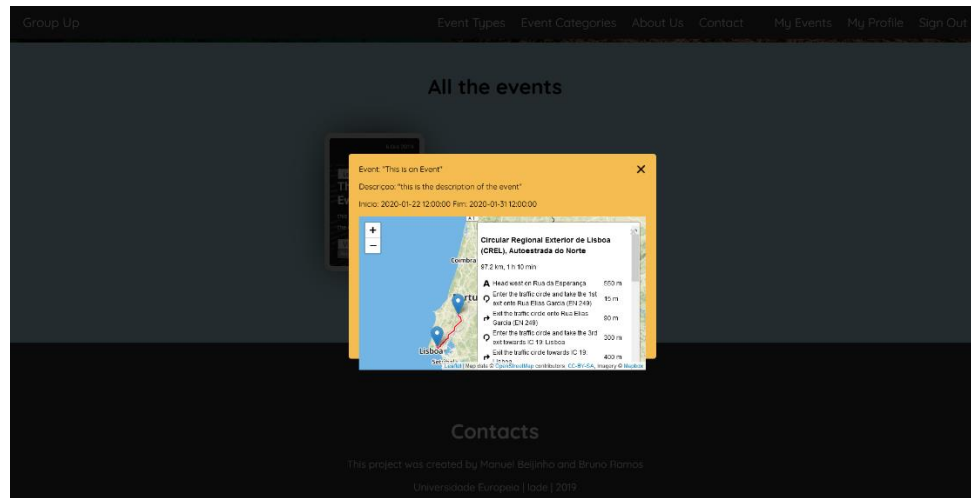 Group Up
Event Types Event Categories About Us Contact My Events My Profile Sign Out
All the events
Event: "This is an Event"
Descriçao: "this is the description of the event"
Inicio: 2020-01-22 12:00:00 Fim: 2020-01-31 12:00:00
+
−
Coimbra
Portu
Lisboa
Circular Regional Exterior de Lisboa
(CREL), Autoestrada do Norte
97.2 km, 1 h 10 min
Head west on Rua da Esperança 550 m
Enter the traffic circle and take the 1st
exit onto Rua Elias Garcia (EN 249) 15 m
Exit the traffic circle onto Rua Elias
Garcia (EN 249) 90 m
Enter the traffic circle and take the 3rd
exit towards IC 19: Lisboa 300 m
Exit the traffic circle towards IC 19:
Lisboa 400 m
Leaflet | Map data © OpenStreetMap contributors, CC-BY-SA, Imagery © Mapbox
Contacts
This project was created by Manuel Beijinho and Bruno Ramos
Universidade Europeia | Iade | 2019